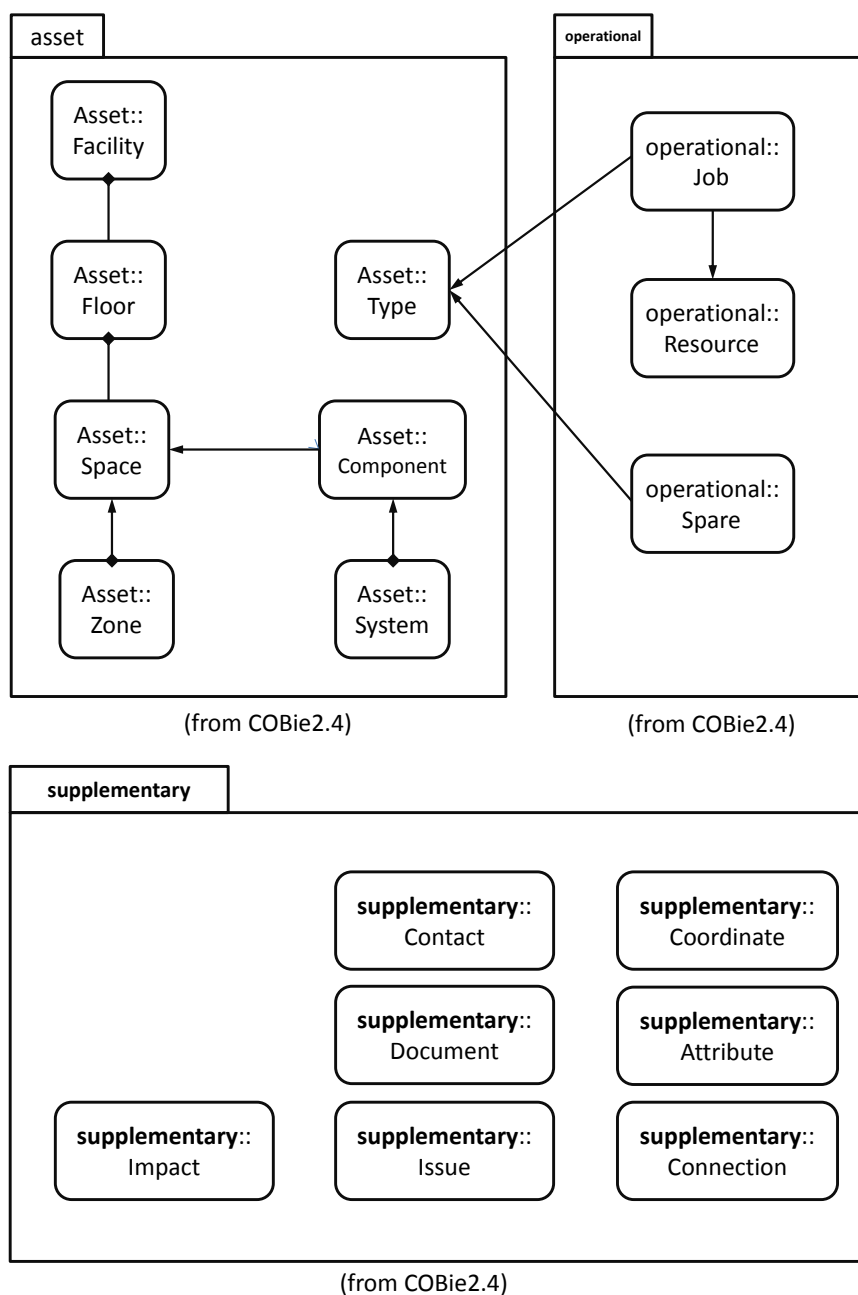 asset
Asset::
Facility
Asset::
Floor
Asset::
Type
Asset::
Space
Asset::
Component
Asset::
Zone
Asset::
System
(from COBie2.4)
operational
operational::
Job
operational::
Resource
operational::
Spare
(from COBie2.4)
supplementary
supplementary::
Contact
supplementary::
Coordinate
supplementary::
Document
supplementary::
Attribute
supplementary::
Impact
supplementary::
Issue
supplementary::
Connection
(from COBie2.4)